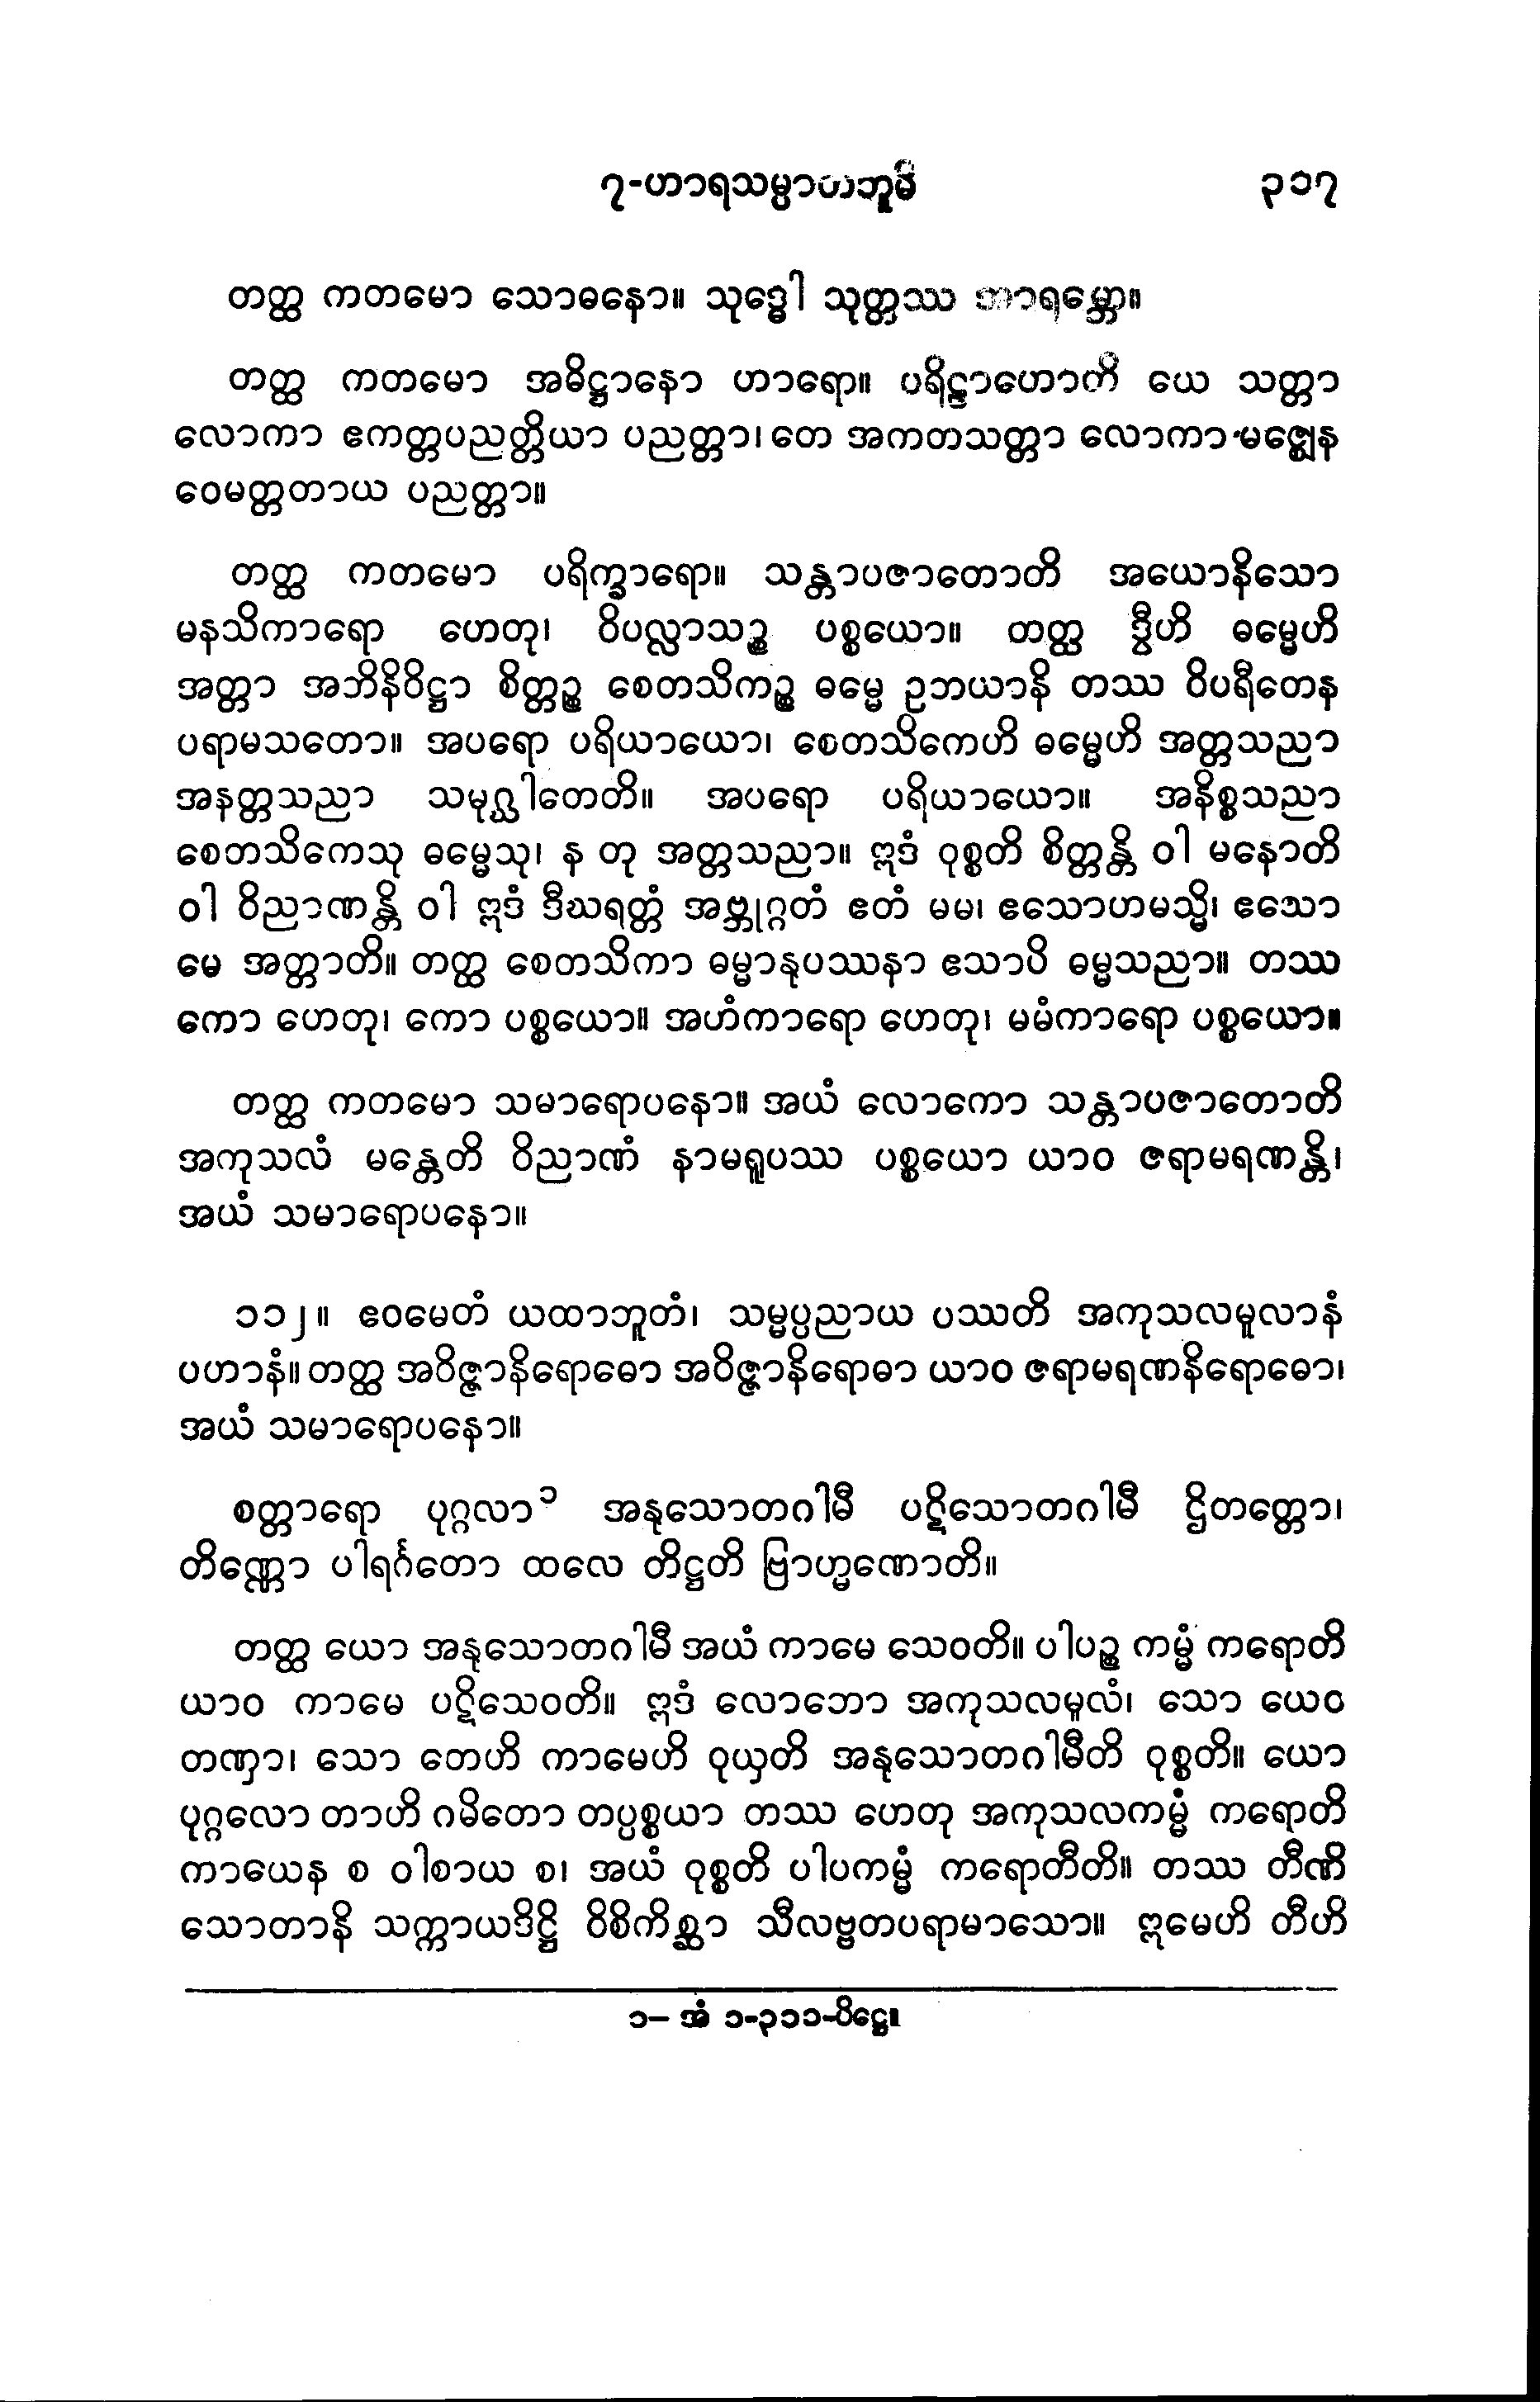 ၇-ဟာရသမ္ပာတဘူမိ ၃၁၇
တတ္ထ ကတမော သောဓနော။ သုဒ္ဓေါ သုတ္တဿ အာရမ္ဘော။
တတ္ထ ကတမော အဓိဋ္ဌာနော ဟာရော။ ပရိဠာဟောတိ ယေ သတ္တာ
လောကာ ဧကတ္တပညတ္တိယာ ပညတ္တာ၊ တေ အကတသတ္တာ လောကာ မဇ္ဈေန
ဝေမတ္တတာယ ပညတ္တာ။
တတ္ထ ကတမော ပရိက္ခာရော။ သန္တာပဇာတောတိ အယောနိသော
မနသိကာရော ဟေတု၊ ဝိပလ္လာသဉ္စ ပစ္စယော။ တတ္ထ ဒွီဟိ ဓမ္မေဟိ
အတ္တာ အဘိနိဝိဋ္ဌာ စိတ္တဉ္စ စေတသိကဉ္စ ဓမ္မေ ဥဘယာနိ တဿ ဝိပရီတေန
ပရာမသတော။ အပရော ပရိယာယော၊ စေတသိကေဟိ ဓမ္မေဟိ အတ္တသညာ
အနတ္တသညာ သမုဂ္ဃါတေတိ။ အပရော ပရိယာယော။ အနိစ္စသညာ
စေတသိကေသု ဓမ္မေသု၊ န တု အတ္တသညာ။ ဣဒံ ဝုစ္စတိ စိတ္တန္တိ ဝါ မနောတိ
ဝါ ဝိညာဏန္တိ ဝါ ဣဒံ ဒီဃရတ္တံ အဗ္ဘုဂ္ဂတံ ဧတံ မမ၊ ဧသောဟမသ္မိ၊ ဧသော
မေ အတ္တာတိ။ တတ္ထ စေတသိကာ ဓမ္မာနုပဿနာ ဧသာပိ ဓမ္မသညာ။ တဿ
ကော ဟေတု၊ ကော ပစ္စယော။ အဟံကာရော ဟေတု၊ မမံကာရော ပစ္စယော။
တတ္ထ ကတမော သမာရောပနော။ အယံ လောကော သန္တာပဇာတောတိ
အကုသလံ မန္တေတိ ဝိညာဏံ နာမရူပဿ ပစ္စယော ယာဝ ဇရာမရဏန္တိ၊
အယံ သမာရောပနော။
၁၁၂။ ဧဝမေတံ ယထာဘူတံ၊ သမ္မပ္ပညာယ ပဿတိ အကုသလမူလာနံ
ပဟာနံ။ တတ္ထ အဝိဇ္ဇာနိရောဓော အဝိဇ္ဇာနိရောဓာ ယာဝ ဇရာမရဏနိရောဓော၊
အယံ သမာရောပနော။
စတ္တာရော ပုဂ္ဂလာ ၁ အနုသောတဂါမီ ပဋိသောတဂါမီ ဌိတတ္တော၊
တိဏ္ဏော ပါရင်္ဂတော ထလေ တိဋ္ဌတိ ဗြာဟ္မဏောတိ။
တတ္ထ ယော အနုသောတဂါမီ အယံ ကာမေ သေဝတိ။ ပါပဉ္စ ကမ္မံ ကရောတိ
ယာဝ ကာမေ ပဋိသေဝတိ။ ဣဒံ လောဘော အကုသလမူလံ၊ သော ယေဝ
တဏှာ၊ သော တေဟိ ကာမေဟိ ဝုယှတိ အနုသောတဂါမီတိ ဝုစ္စတိ။ ယော
ပုဂ္ဂလော တာဟိ ဂမိတော တပ္ပစ္စယာ တဿ ဟေတု အကုသလကမ္မံ ကရောတိ
ကာယေန စ ဝါစာယ စ၊ အယံ ဝုစ္စတိ ပါပကမ္မံ ကရောတီတိ။ တဿ တီဏိ
သောတာနိ သက္ကာယဒိဋ္ဌိ ဝိစိကိစ္ဆာ သီလဗ္ဗတပရာမာသော။ ဣမေဟိ တီဟိ
၁– အံ ၁-၃၁၁-ပိဋ္ဌေ။